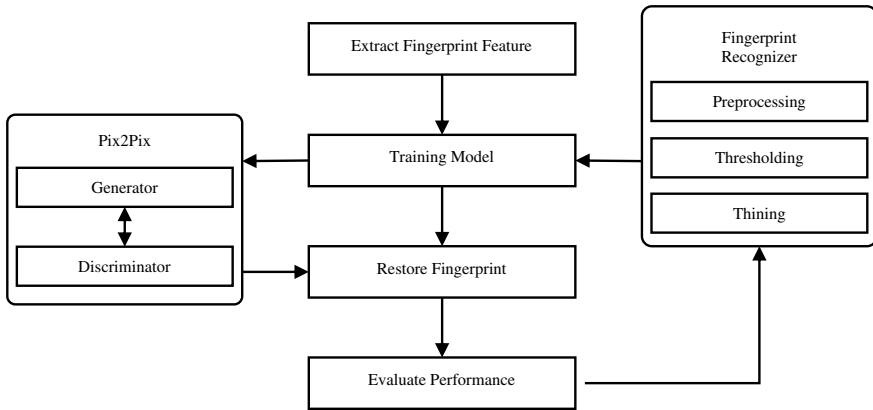 Extract Fingerprint Feature
Fingerprint
Recognizer
Preprocessing
Pix2Pix
Training Model
Thresholding
Generator
Thining
Discriminator
Restore Fingerprint
Evaluate Performance